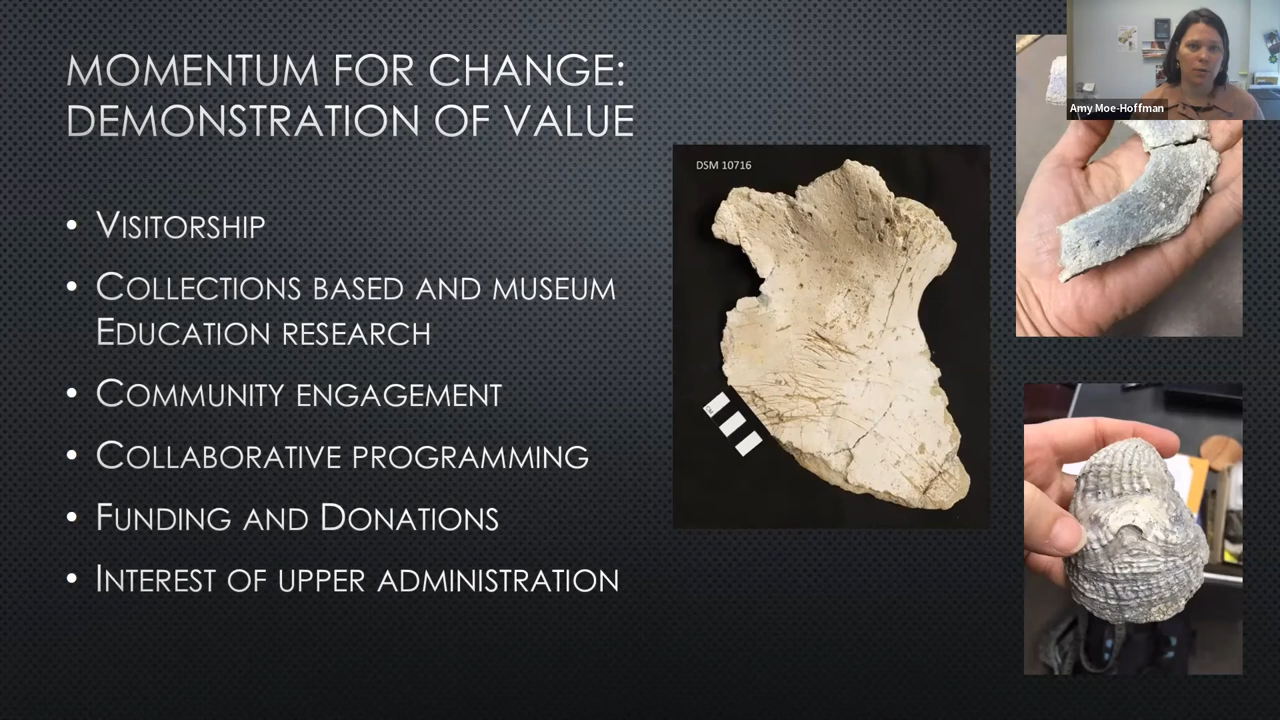 MOMENTUM FOR CHANGE:
DEMONSTRATION OF VALUE
• VISITORSHIP
• COLLECTIONS BASED AND MUSEUM
EDUCATION RESEARCH
• COMMUNITY ENGAGEMENT
• COLLABORATIVE PROGRAMMING
• FUNDING AND DONATIONS
• INTEREST OF UPPER ADMINISTRATION
DSM 10716
CM
Amy Moe-Hoffman